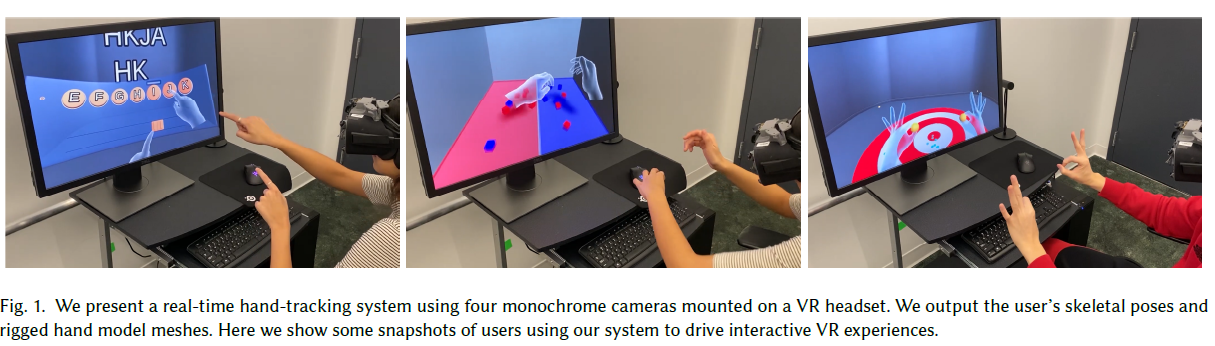 HKJA
HK
E F G H I J K
Fig. 1. We present a real-time hand-tracking system using four monochrome cameras mounted on a VR headset. We output the user's skeletal poses and
rigged hand model meshes. Here we show some snapshots of users using our system to drive interactive VR experiences.